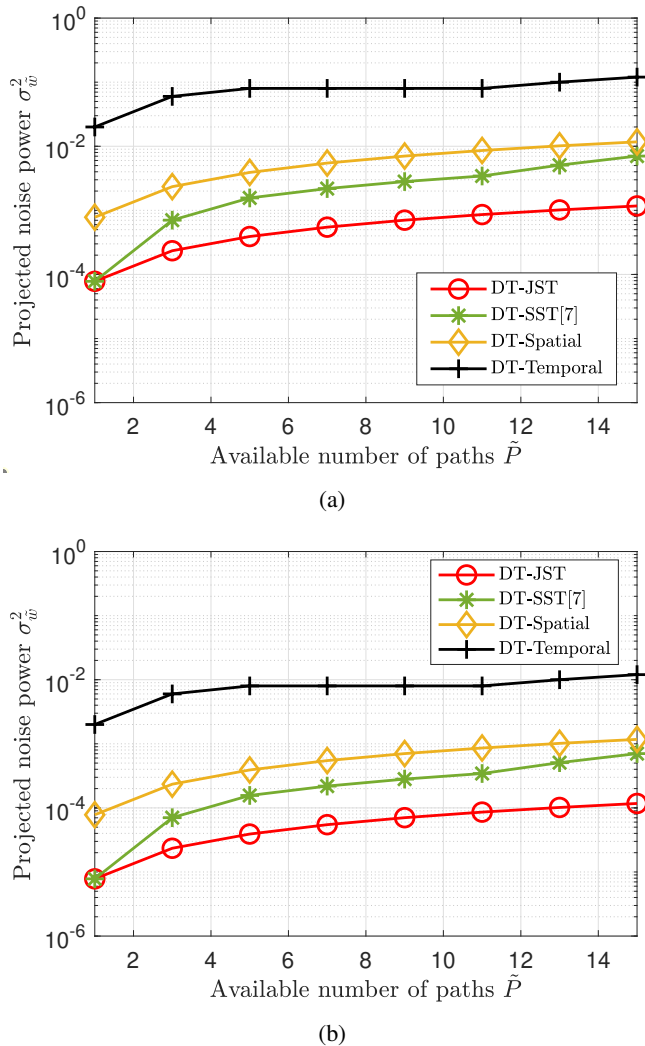 10^0
10^-2
10^-4
10^-6
Projected noise power σ²_w̃
DT-JST
DT-SST[7]
DT-Spatial
DT-Temporal
2 4 6 8 10 12 14
Available number of paths P̃
(a)
10^0
10^-2
10^-4
10^-6
Projected noise power σ²_w̃
DT-JST
DT-SST[7]
DT-Spatial
DT-Temporal
2 4 6 8 10 12 14
Available number of paths P̃
(b)